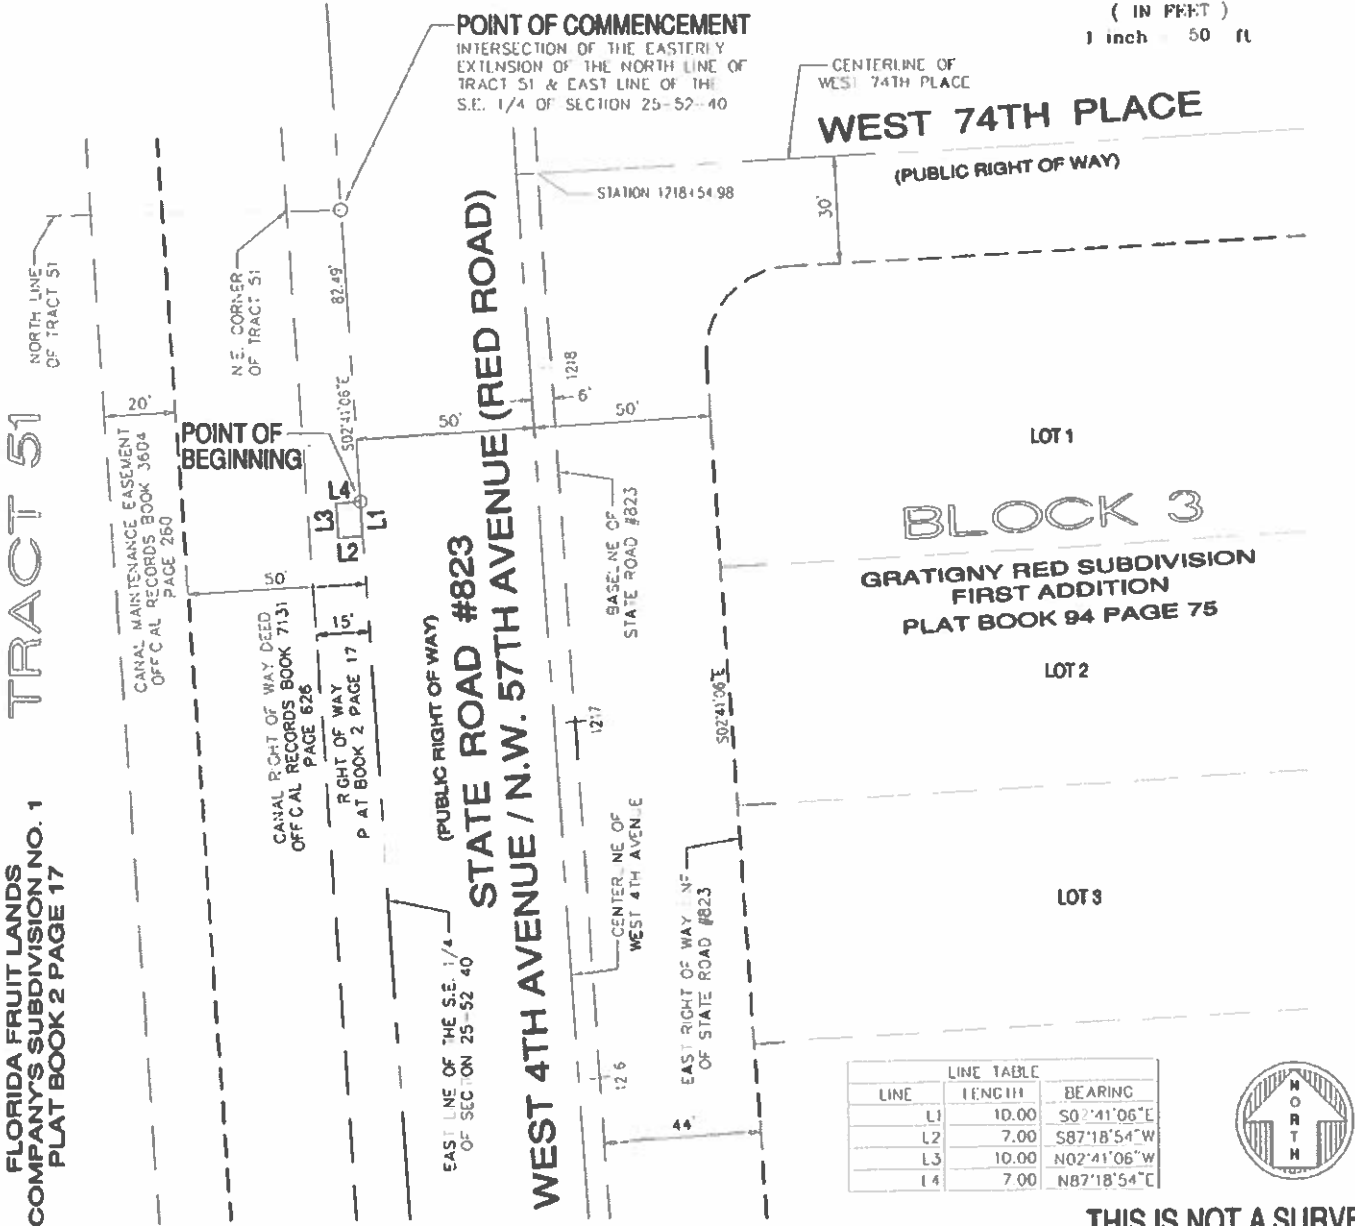 ( IN FEET )
1 inch 50 ft
POINT OF COMMENCEMENT
INTERSECTION OF THE EASTERLY
EXTENSION OF THE NORTH LINE OF
TRACT 51 & EAST LINE OF THE
S.E. 1/4 OF SECTION 25-52-40
CENTERLINE OF
WEST 74TH PLACE
WEST 74TH PLACE
(PUBLIC RIGHT OF WAY)
STATION 1218+54.98
30'
NORTH LINE
OF TRACT 51
N.E. CORNER
OF TRACT 51
82.49'
S02°41'06"E
20'
50'
6'
50'
1218
POINT OF
BEGINNING
L4
L3
L1
L2
TRACT 51
CANAL MAINTENANCE EASEMENT
OFFICAL RECORDS BOOK 3604
PAGE 260
50'
15'
CANAL RIGHT OF WAY DEED
OFFICAL RECORDS BOOK 7131
PAGE 626
RIGHT OF WAY
PLAT BOOK 2 PAGE 17
(PUBLIC RIGHT OF WAY)
STATE ROAD #823
WEST 4TH AVENUE / N.W. 57TH AVENUE (RED ROAD)
BASELINE OF
STATE ROAD #823
1217
LOT 1
BLOCK 3
GRATIGNY RED SUBDIVISION
FIRST ADDITION
PLAT BOOK 94 PAGE 75
LOT 2
S02°41'06"E
LOT 3
FLORIDA FRUIT LANDS
COMPANY'S SUBDIVISION NO. 1
PLAT BOOK 2 PAGE 17
EAST LINE OF THE S.E. 1/4
OF SECTION 25-52-40
CENTERLINE OF
WEST 4TH AVENUE
EAST RIGHT OF WAY LINE
OF STATE ROAD #823
1216
44'
LINE TABLE
LINE LENGTH BEARING
L1 10.00 S02°41'06"E
L2 7.00 S87°18'54"W
L3 10.00 N02°41'06"W
L4 7.00 N87°18'54"E
NORTH
THIS IS NOT A SURVE